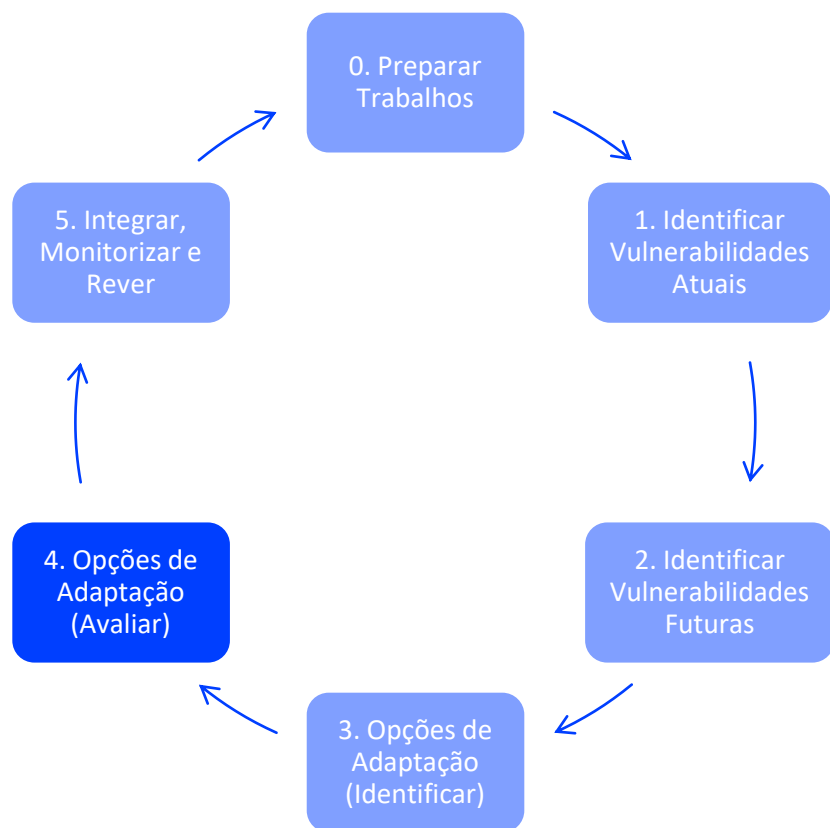 0. Preparar
Trabalhos
1. Identificar
Vulnerabilidades
Atuais
2. Identificar
Vulnerabilidades
Futuras
3. Opções de
Adaptação
(Identificar)
4. Opções de
Adaptação
(Avaliar)
5. Integrar,
Monitorizar e
Rever